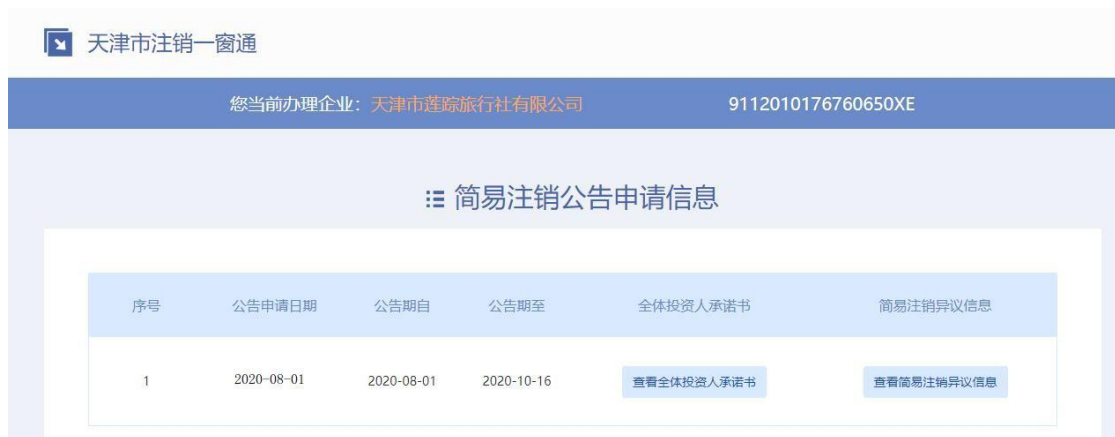 天津市注销一窗通
您当前办理企业：天津市莲踪旅行社有限公司 9112010176760650XE
简易注销公告申请信息
序号 公告申请日期 公告期自 公告期至 全体投资人承诺书 简易注销异议信息
1 2020-08-01 2020-08-01 2020-10-16 查看全体投资人承诺书 查看简易注销异议信息